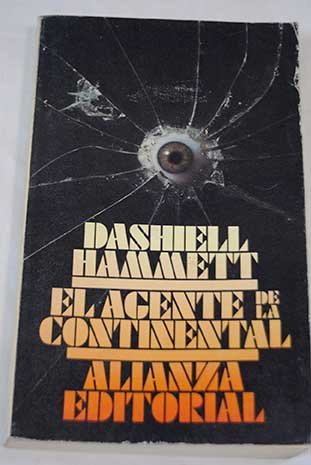 DASHIELL
HAMMETT
EL AGENTE DE LA
CONTINENTAL
ALIANZA
EDITORIAL